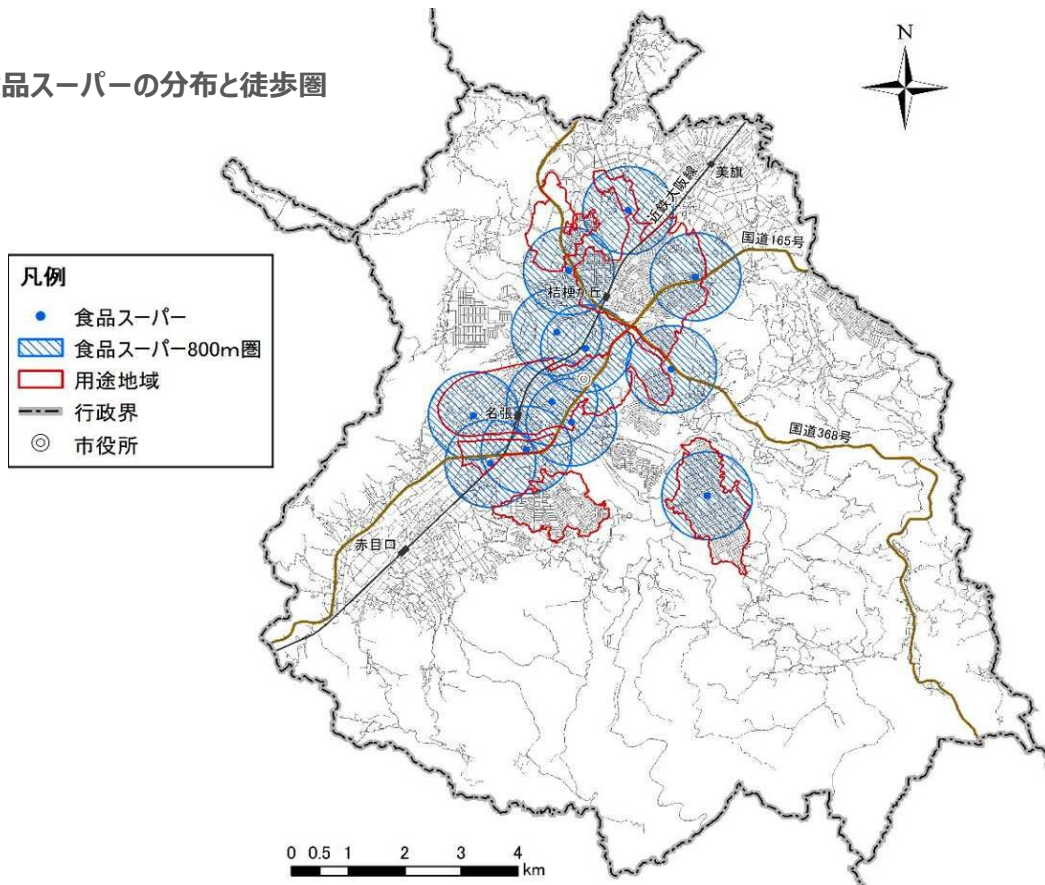 品スーパーの分布と徒歩圏
N
美旗
近鉄大阪線
国道165号
桔梗が丘
凡例
食品スーパー
食品スーパー800m圏
用途地域
行政界
市役所
名張
国道368号
赤目口
0 0.5 1 2 3 4
km